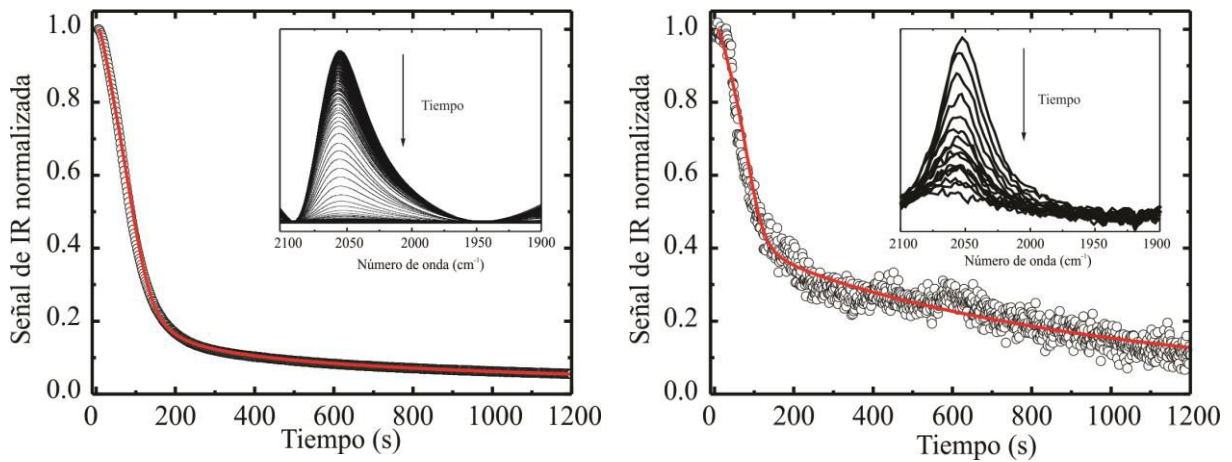 Señal de IR normalizada
1.0
0.8
0.6
0.4
0.2
0.0
0 200 400 600 800 1000 1200
Tiempo (s)
Tiempo
2100 2050 2000 1950 1900
Número de onda (cm⁻¹)
Señal de IR normalizada
1.0
0.8
0.6
0.4
0.2
0.0
0 200 400 600 800 1000 1200
Tiempo (s)
Tiempo
2100 2050 2000 1950 1900
Número de onda (cm⁻¹)